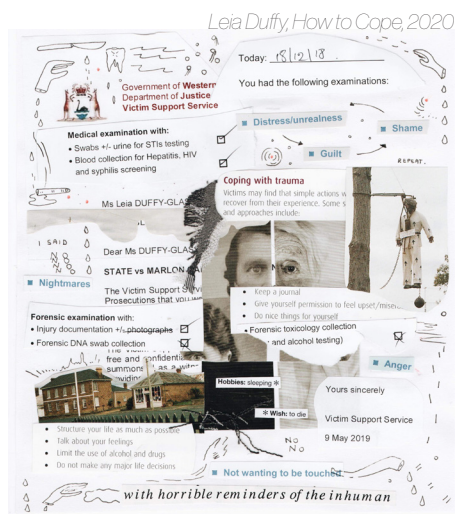 Leia Duffy, How to Cope, 2020
Today: 18/12/18
You had the following examinations:
Government of Western
Department of Justice
Victim Support Service
Distress/unrealness
Shame
Guilt
REPEAT.
Medical examination with:
• Swabs +/- urine for STIs testing
• Blood collection for Hepatitis, HIV
and syphilis screening
Coping with trauma
Victims may find that simple actions
recover from their experience. Some s
and approaches include:
Ms Leia DUFFY-GLAS
I SAID
NO
NO
NO
Dear Ms DUFFY-GLAS
STATE vs MARLON
Nightmares
The Victim Support Servi
Prosecutions that you
• Keep a journal
• Give yourself permission to feel upset/miser
• Do nice things for yourself
Forensic examination with:
• Injury documentation +/- photographs
• Forensic DNA swab collection
• Forensic toxicology collection
and alcohol testing)
free and confidenti
summons as a
Anger
Hobbies: sleeping *
* Wish: to die
Yours sincerely
Victim Support Service
9 May 2019
• Structure your life as much as possible
• Talk about your feelings
• Limit the use of alcohol and drugs
• Do not make any major life decisions
NO
NO
Not wanting to be touched
with horrible reminders of the inhuman